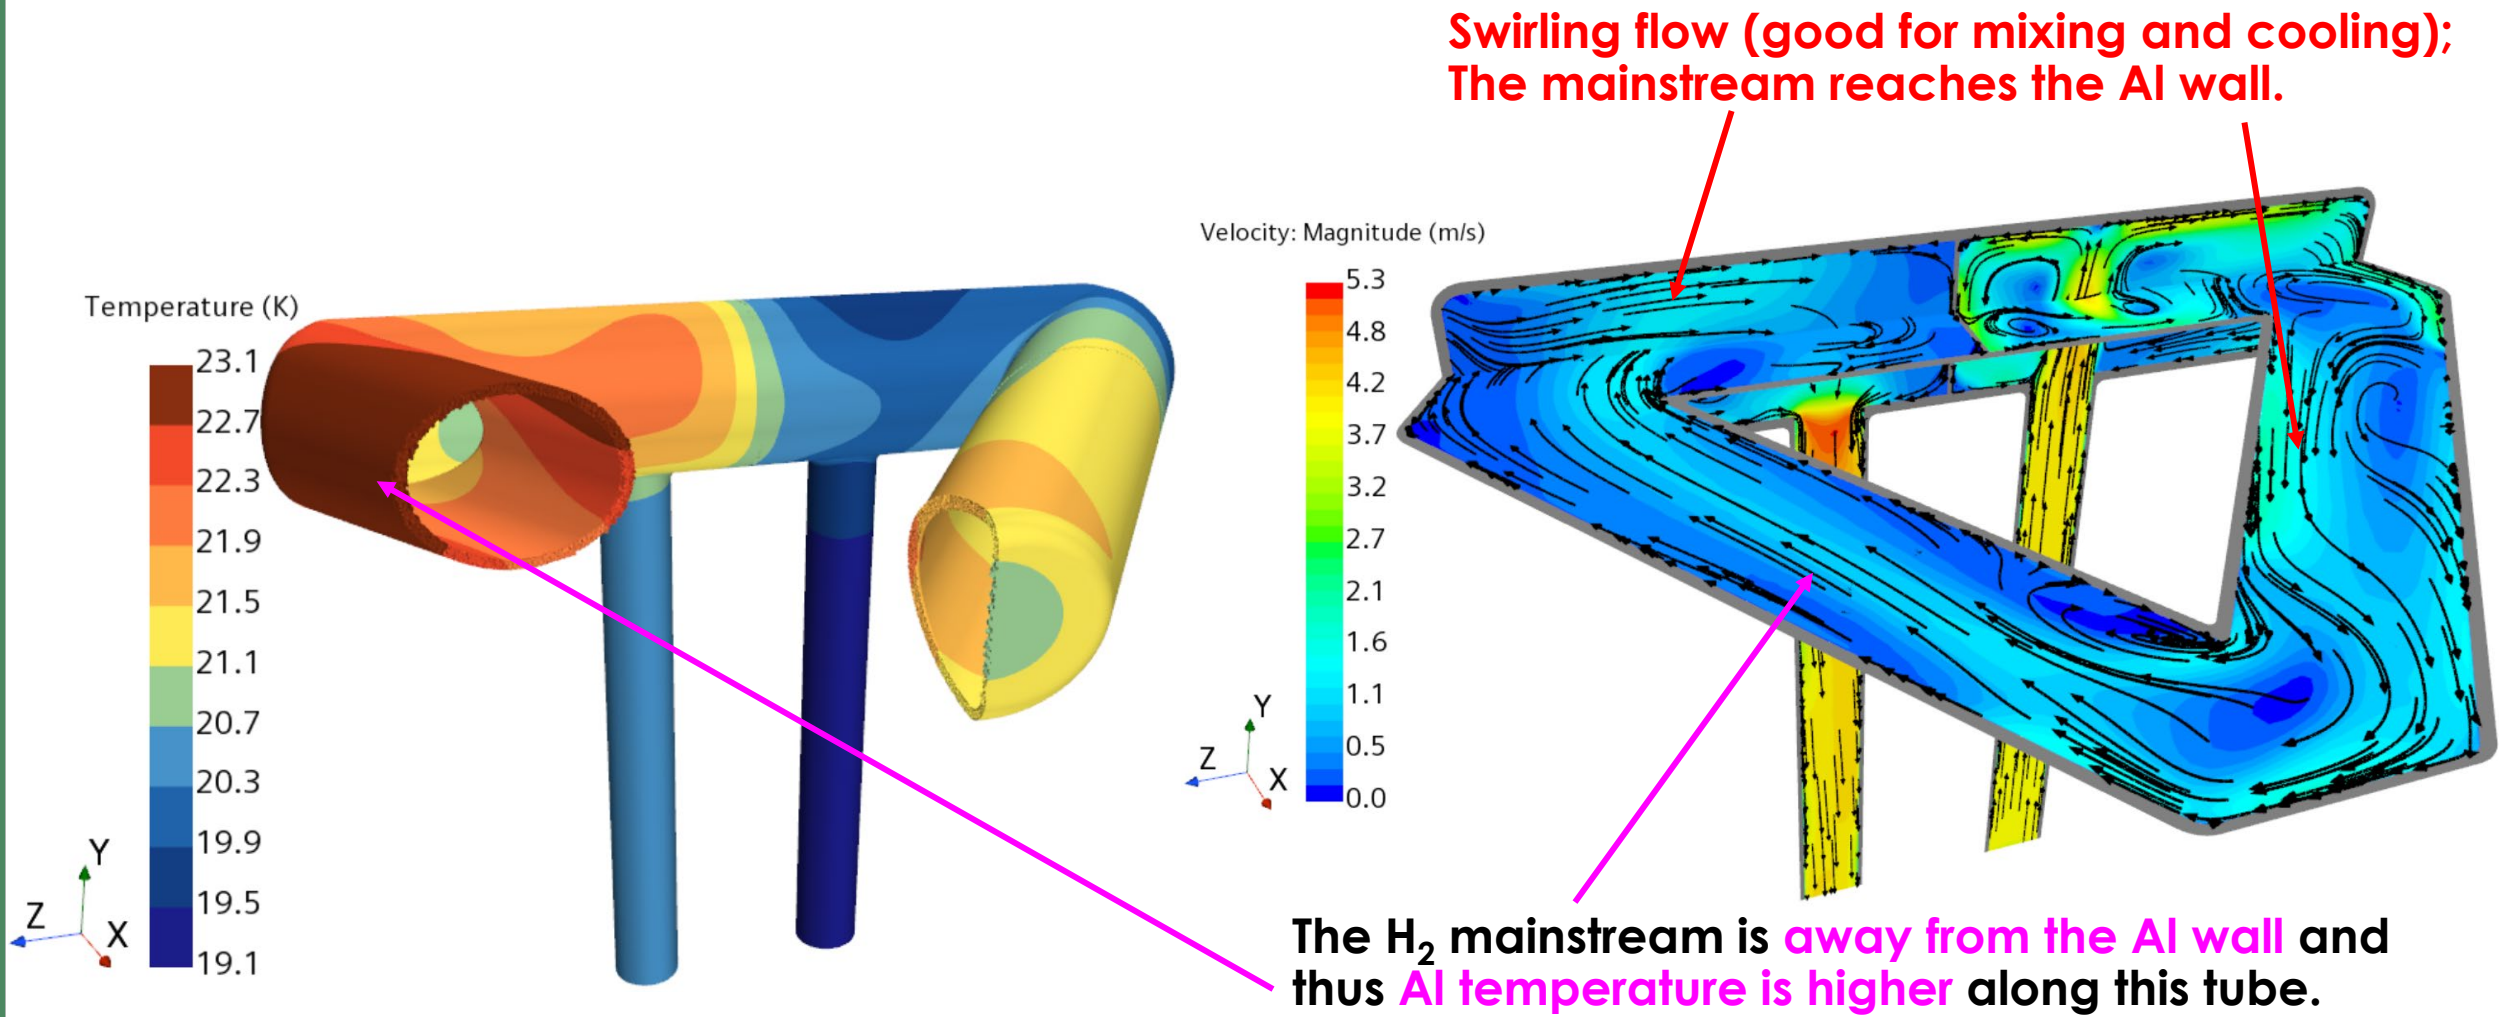 Swirling flow (good for mixing and cooling);
The mainstream reaches the Al wall.
Velocity: Magnitude (m/s)
5.3
4.8
4.2
3.7
3.2
2.7
2.1
1.6
1.1
0.5
0.0
Y
Z
X
Temperature (K)
23.1
22.7
22.3
21.9
21.5
21.1
20.7
20.3
19.9
19.5
19.1
Y
Z
X
The H₂ mainstream is away from the Al wall and
thus Al temperature is higher along this tube.